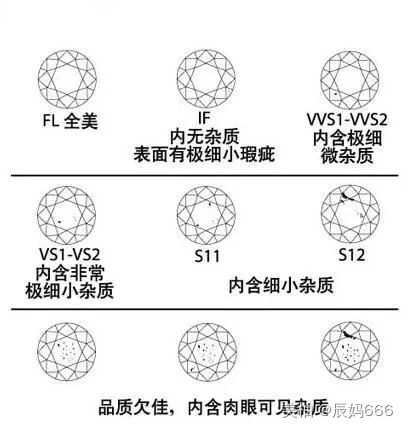 FL 全美
IF
内无杂质
表面有极细小瑕疵
VVS1-VVS2
内含极细
微杂质
VS1-VS2
内含非常
极细小杂质
S11
S12
内含细小杂质
品质欠佳，内含肉眼可见杂质
@辰妈666